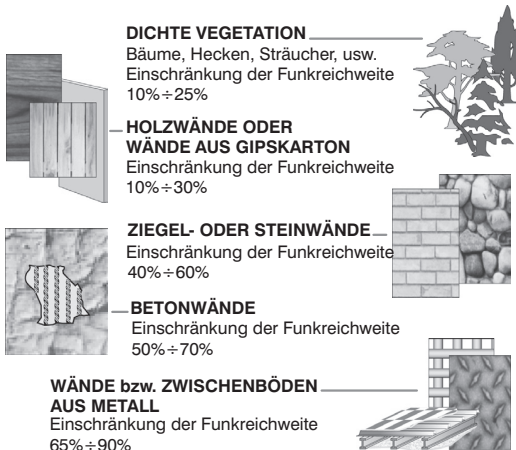 DICHTE VEGETATION
Bäume, Hecken, Sträucher, usw.
Einschränkung der Funkreichweite
10%÷25%
HOLZWÄNDE ODER
WÄNDE AUS GIPSKARTON
Einschränkung der Funkreichweite
10%÷30%
ZIEGEL- ODER STEINWÄNDE
Einschränkung der Funkreichweite
40%÷60%
BETONWÄNDE
Einschränkung der Funkreichweite
50%÷70%
WÄNDE bzw. ZWISCHENBÖDEN
AUS METALL
Einschränkung der Funkreichweite
65%÷90%